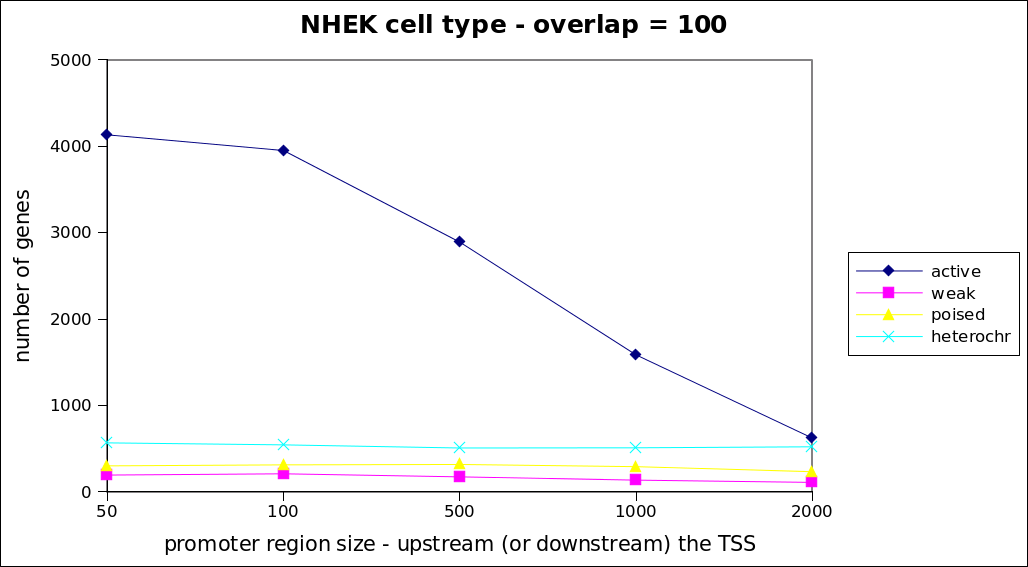 NHEK cell type - overlap = 100
5000
4000
3000
2000
1000
0
number of genes
50 100 500 1000 2000
promoter region size - upstream (or downstream) the TSS
active
weak
poised
heterochr